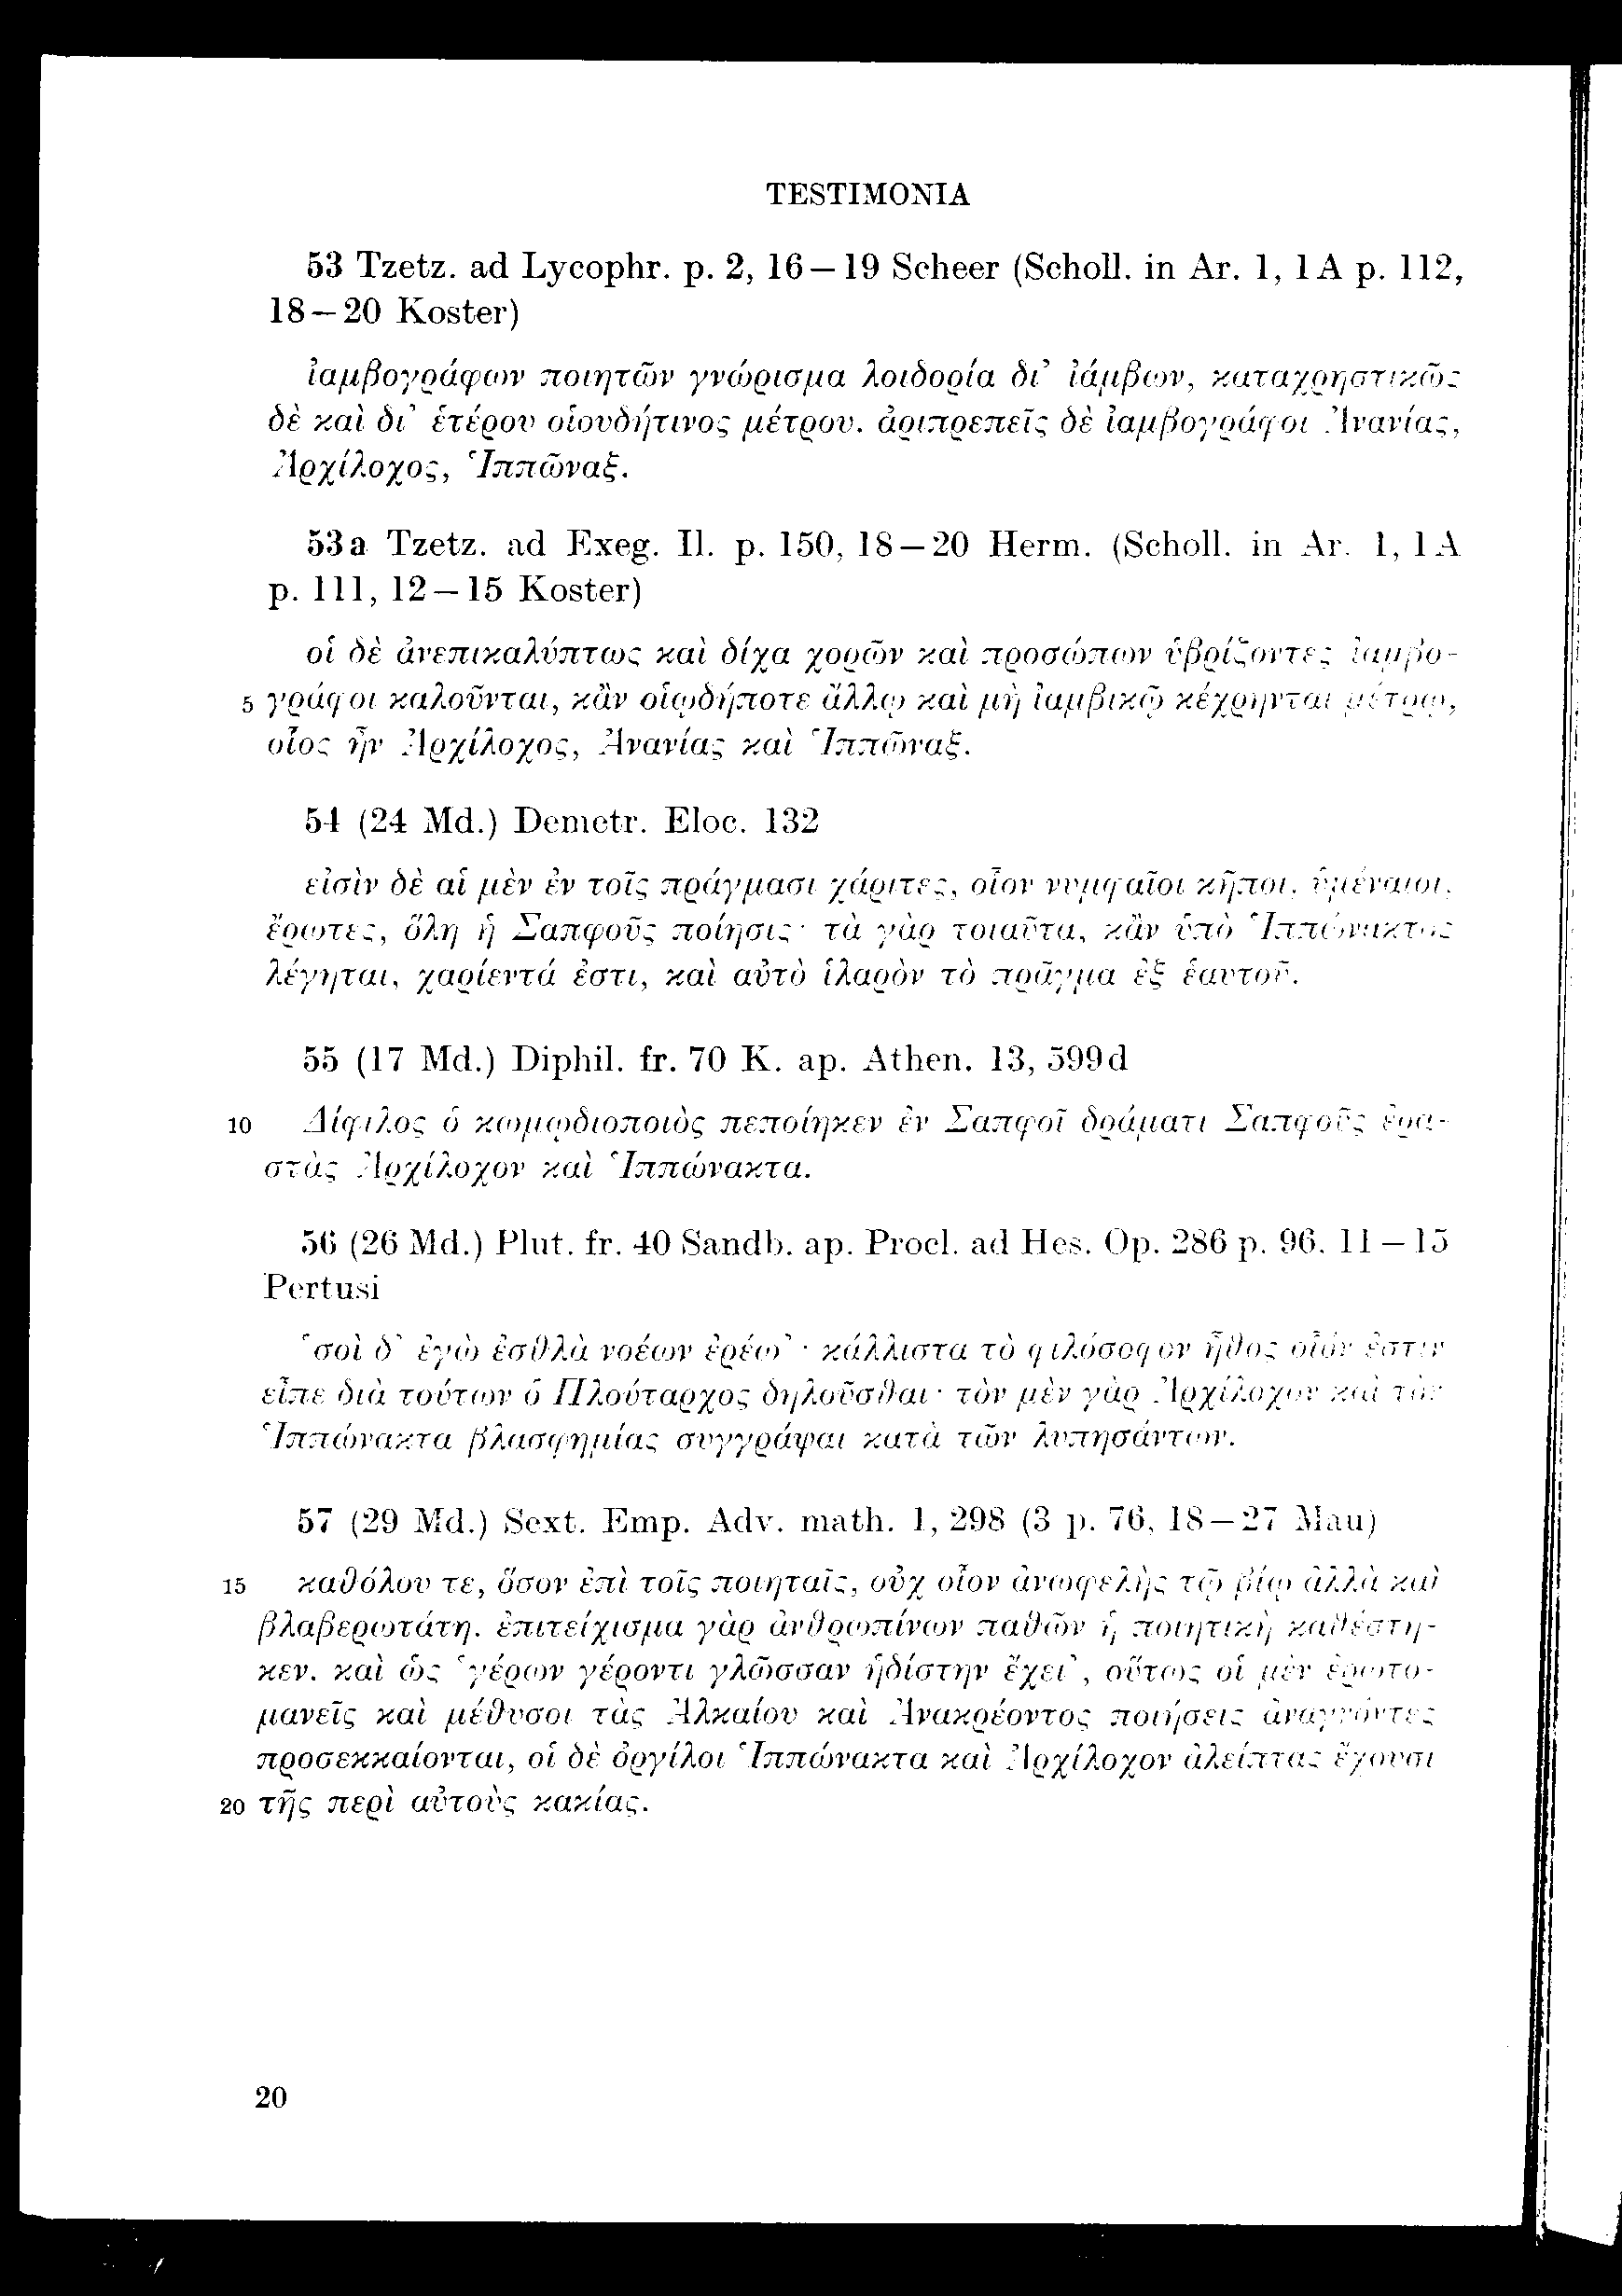 TESTIMONIA
53 Tzetz. ad Lycophr. p. 2, 16 – 19 Scheer (Scholl. in Ar. 1, 1 A p. 112,
18 – 20 Koster)
ἰαμβογράφων ποιητῶν γνώρισμα λοιδορία δι’ ἰάμβων, καταχρηστικῶς
δὲ καὶ δι’ ἑτέρου οἱουδήτινος μέτρου. ἀριπρεπεῖς δὲ ἰαμβογράφοι Ἀνανίας,
Ἀρχίλοχος, Ἱππῶναξ.
53a Tzetz. ad Exeg. Il. p. 150, 18 – 20 Herm. (Scholl. in Ar. 1, 1 A
p. 111, 12 – 15 Koster)
οἱ δὲ ἀνεπικαλύπτως καὶ δίχα χορῶν καὶ προσώπων ὑβρίζοντες ἰαμβο-
5 γράφοι καλοῦνται, κἂν οἱῳδήποτε ἄλλῳ καὶ μὴ ἰαμβικῷ κέχρηνται μέτρῳ,
οἷος ἦν Ἀρχίλοχος, Ἀνανίας καὶ Ἱππῶναξ.
54 (24 Md.) Demetr. Eloc. 132
εἰσὶν δὲ αἱ μὲν ἐν τοῖς πράγμασι χάριτες, οἷον νυμφαῖοι κῆποι, ὑμέναιοι,
ἔρωτες, ὅλη ἡ Σαπφοῦς ποίησις· τὰ γὰρ τοιαῦτα, κἂν ὑπὸ Ἱππώνακτος
λέγηται, χαρίεντά ἐστι, καὶ αὐτὸ ἱλαρὸν τὸ πρᾶγμα ἐξ ἑαυτοῦ.
55 (17 Md.) Diphil. fr. 70 K. ap. Athen. 13, 599d
10 Δίφιλος ὁ κωμῳδιοποιὸς πεποίηκεν ἐν Σαπφοῖ δράματι Σαπφοῦς ἐρα-
στὰς Ἀρχίλοχον καὶ Ἱππώνακτα.
56 (26 Md.) Plut. fr. 40 Sandb. ap. Procl. ad Hes. Op. 286 p. 96, 11 – 15
Pertusi
‘σοὶ δ’ ἐγὼ ἐσθλὰ νοέων ἐρέω’· κάλλιστα τὸ φιλόσοφον ἦθος οἷόν ἐστιν
εἶπε διὰ τούτων ὁ Πλούταρχος δηλοῦσθαι· τὸν μὲν γὰρ Ἀρχίλοχον καὶ τὸν
Ἱππώνακτα βλασφημίας συγγράψαι κατὰ τῶν λυπησάντων.
57 (29 Md.) Sext. Emp. Adv. math. 1, 298 (3 p. 76, 18 – 27 Mau)
15 καθόλου τε, ὅσον ἐπὶ τοῖς ποιηταῖς, οὐχ οἷον ἀνωφελὴς τῷ βίῳ ἀλλὰ καὶ
βλαβερωτάτη. ἐπιτείχισμα γὰρ ἀνθρωπίνων παθῶν ἡ ποιητικὴ καθέστη-
κεν. καὶ ὡς ‘γέρων γέροντι γλῶσσαν ἡδίστην ἔχει’, οὕτως οἱ μὲν ἐρωτο-
μανεῖς καὶ μέθυσοι τὰς Ἀλκαίου καὶ Ἀνακρέοντος ποιήσεις ἀναγνόντες
προσεκκαίονται, οἱ δὲ ὀργίλοι Ἱππώνακτα καὶ Ἀρχίλοχον ἀλείπτας ἔχουσι
20 τῆς περὶ αὐτοὺς κακίας.
20